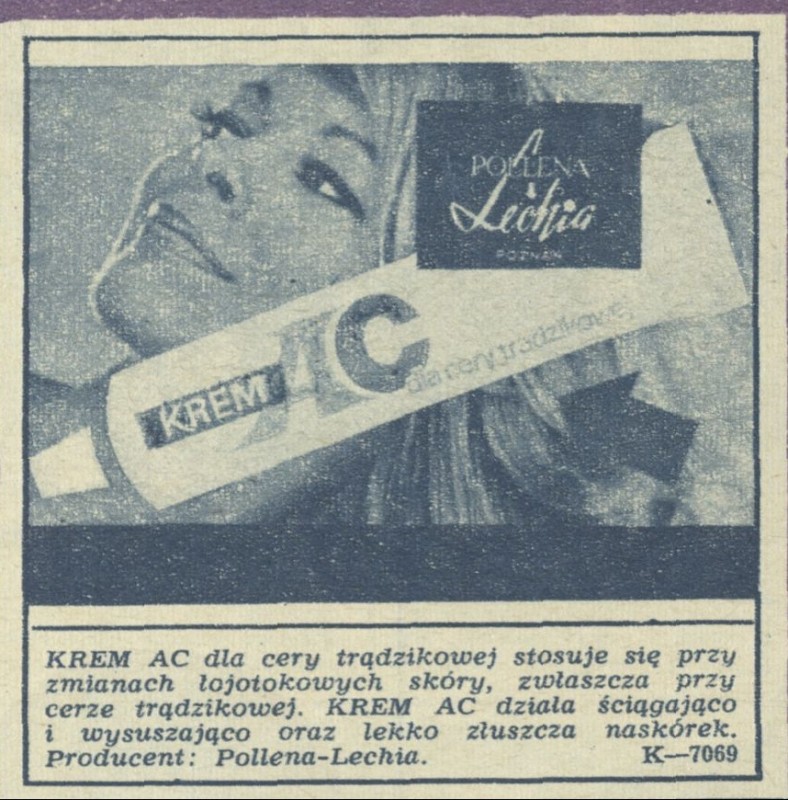 POLLENA
Lechia
POZNAŃ
KREM AC
dla cery trądzikowej
KREM AC dla cery trądzikowej stosuje się przy
zmianach łojotokowych skóry, zwłaszcza przy
cerze trądzikowej. KREM AC działa ściągająco
i wysuszająco oraz lekko złuszcza naskórek.
Producent: Pollena-Lechia. K—7069